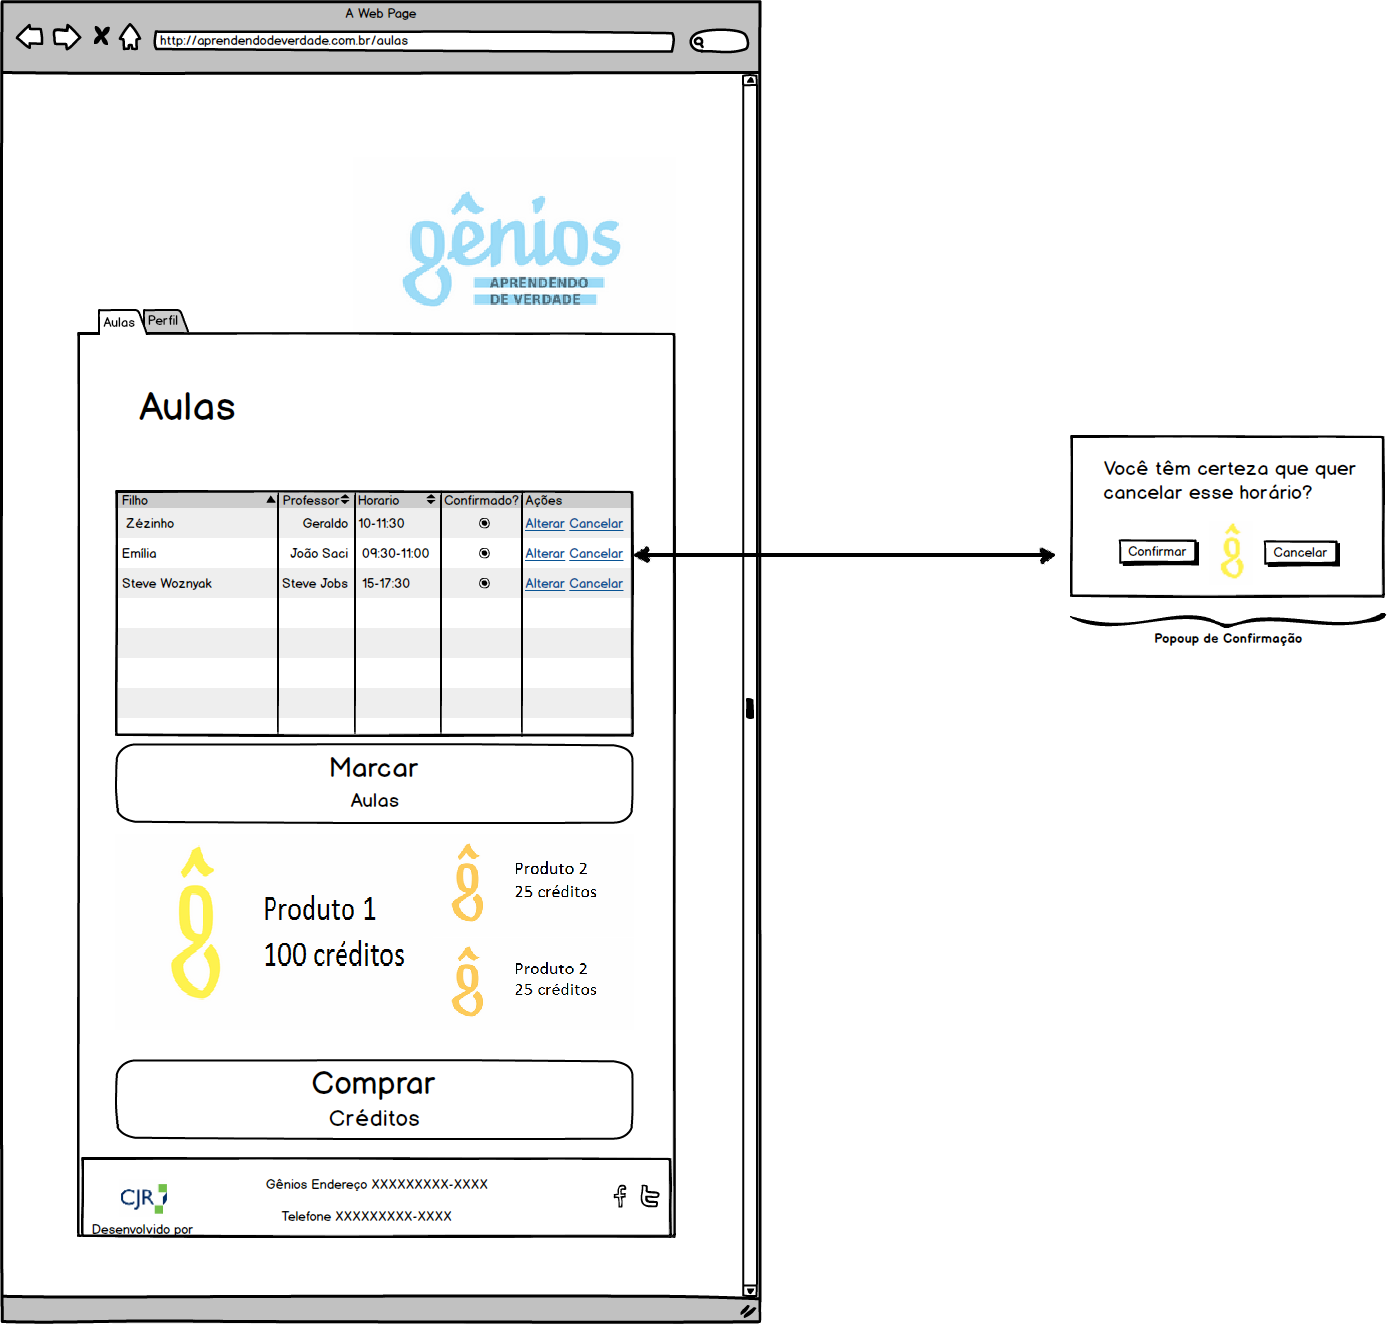 A Web Page
http://aprendendodeverdade.com.br/aulas
gênios
APRENDENDO
DE VERDADE
Aulas Perfil
Aulas
Filho Professor Horario Confirmado? Ações
Zézinho Geraldo 10-11:30 Alterar Cancelar
Emília João Saci 09:30-11:00 Alterar Cancelar
Steve Woznyak Steve Jobs 15-17:30 Alterar Cancelar
Você têm certeza que quer
cancelar esse horário?
Confirmar ĝ Cancelar
Popoup de Confirmação
Marcar
Aulas
ĝ
Produto 1
100 créditos
ĝ
Produto 2
25 créditos
ĝ
Produto 2
25 créditos
Comprar
Créditos
CJR
Desenvolvido por
Gênios Endereço XXXXXXXXX-XXXX
Telefone XXXXXXXXX-XXXX
f t